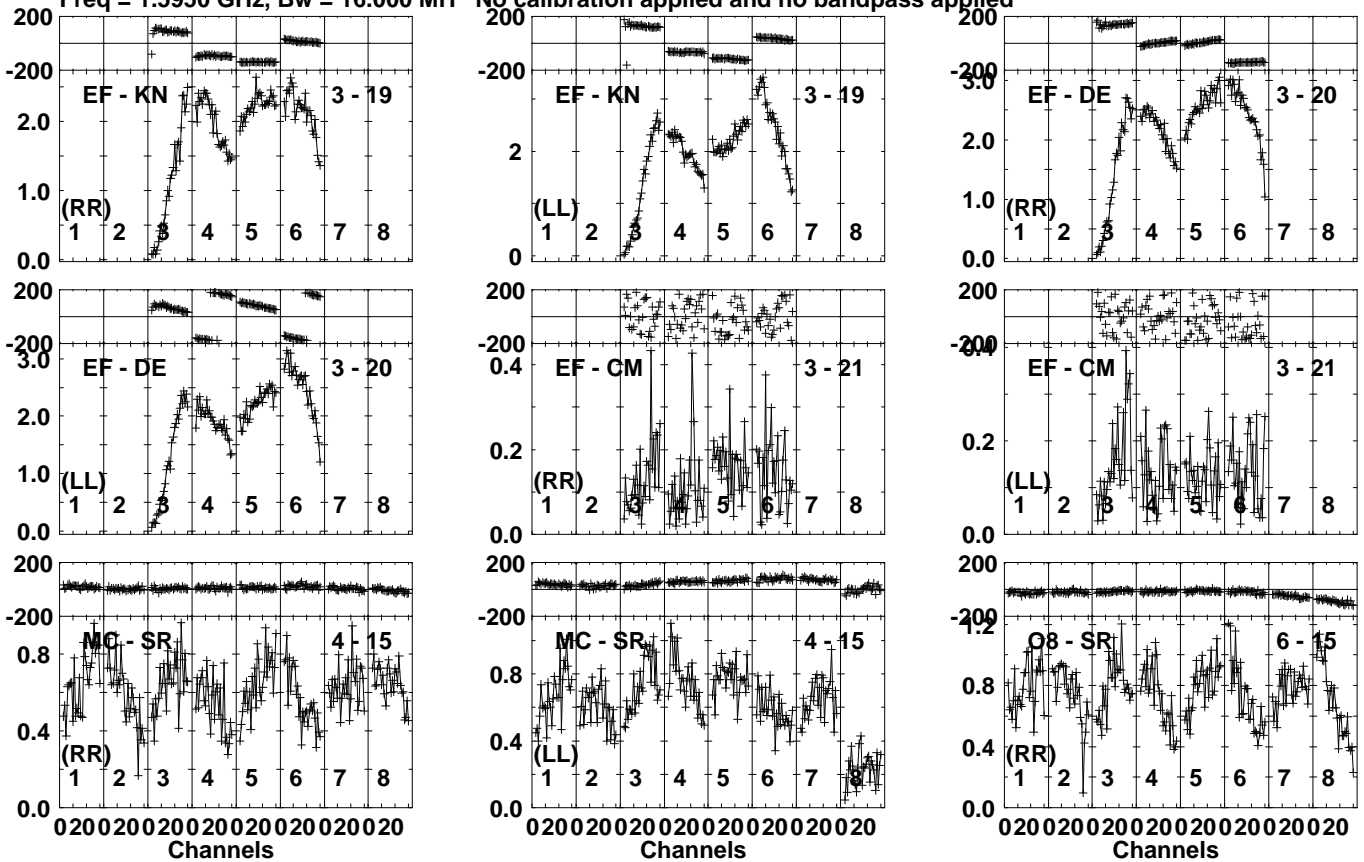 Freq = 1.5950 GHz, Bw = 16.000 MH No calibration applied and no bandpass applied
200 200 200
-200 -200 -200
EF - KN 3 - 19 EF - KN 3 - 19 EF - DE 3 - 20
3.0
2.0 2 2.0
1.0 1.0
(RR) (LL) (RR)
1 2 3 4 5 6 7 8 1 2 3 4 5 6 7 8 1 2 3 4 5 6 7 8
0.0 0 0.0
200 200 200
-200 -200 -200
EF - DE 3 - 20 EF - CM 3 - 21 EF - CM 3 - 21
3.0 0.4 0.4
2.0 0.2 0.2
1.0
(LL) (RR) (LL)
1 2 3 4 5 6 7 8 1 2 3 4 5 6 7 8 1 2 3 4 5 6 7 8
0.0 0.0 0.0
200 200 200
-200 -200 -200
MC - SR 4 - 15 MC - SR 4 - 15 O8 - SR 6 - 15
1.2
0.8 0.8 0.8
0.4 0.4 0.4
(RR) (LL) (RR)
1 2 3 4 5 6 7 8 1 2 3 4 5 6 7 8 1 2 3 4 5 6 7 8
0.0 0.0 0.0
0 20 0 20 0 20 0 20 0 20 0 20 0 20 0 20 0 20 0 20 0 20 0 20 0 20 0 20 0 20 0 20 0 20 0 20 0 20 0 20 0 20 0 20 0 20 0 20
Channels Channels Channels